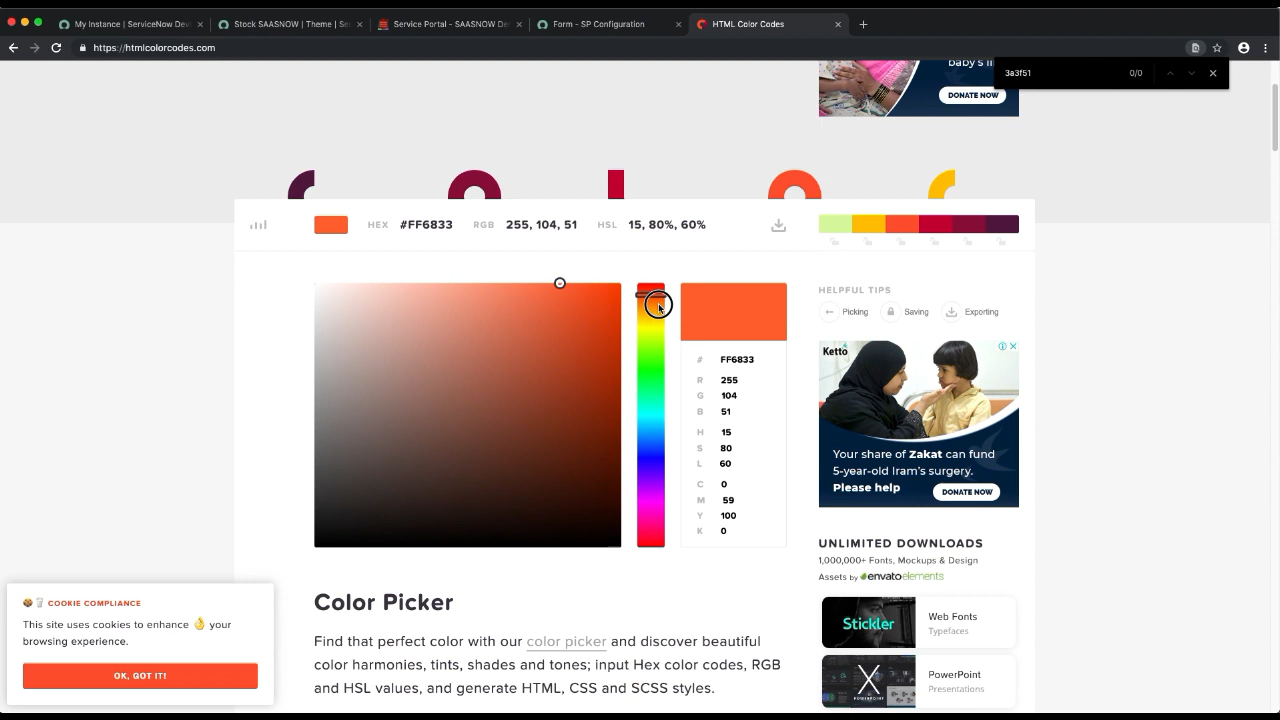 My Instance | ServiceNow Dev
Stock SAASNOW | Theme | Se
Service Portal - SAASNOW De
Form - SP Configuration
HTML Color Codes
https://htmlcolorcodes.com
3a3f51
0/0
baby's li
DONATE NOW
HEX #FF6833 RGB 255, 104, 51 HSL 15, 80%, 60%
HELPFUL TIPS
Picking Saving Exporting
# FF6833
R 255
G 104
B 51
H 15
S 80
L 60
C 0
M 59
Y 100
K 0
Ketto
Your share of Zakat can fund
5-year-old Iram's surgery.
Please help
DONATE NOW
UNLIMITED DOWNLOADS
1,000,000+ Fonts, Mockups & Design
Assets by envatoelements
Stickler
Web Fonts
Typefaces
X
POWERPOINT
PowerPoint
Presentations
Color Picker
Find that perfect color with our color picker and discover beautiful
color harmonies, tints, shades and tones; input Hex color codes, RGB
and HSL values, and generate HTML, CSS and SCSS styles.
COOKIE COMPLIANCE
This site uses cookies to enhance your
browsing experience.
OK, GOT IT!